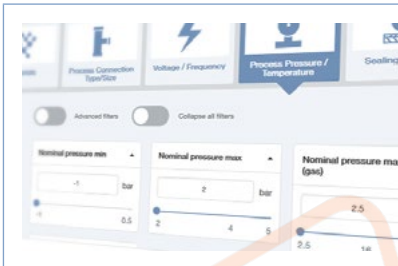 Process Connection
Type/Size
Voltage / Frequency
Process Pressure /
Temperature
Sealing
Advanced filters
Collapse all filters
Nominal pressure min
-1
bar
-1
0.5
Nominal pressure max
2
bar
2
4
5
Nominal pressure ma
(gas)
2.5
2.5
16